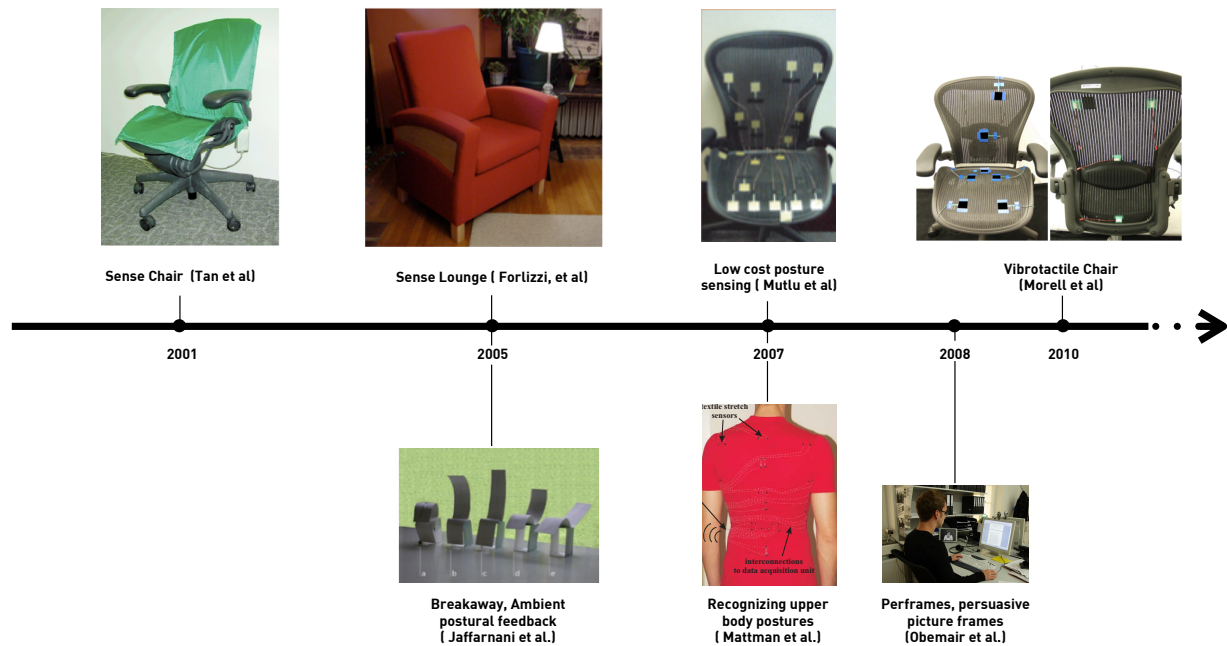 Sense Chair (Tan et al)
Sense Lounge ( Forlizzi, et al)
Low cost posture
sensing ( Mutlu et al)
Vibrotactile Chair
(Morell et al)
2001
2005
2007
2008
2010
textile stretch
sensors
interconnections
to data acquisition unit
a b c d e
Breakaway, Ambient
postural feedback
( Jaffarnani et al.)
Recognizing upper
body postures
( Mattman et al.)
Perframes, persuasive
picture frames
(Obemair et al.)